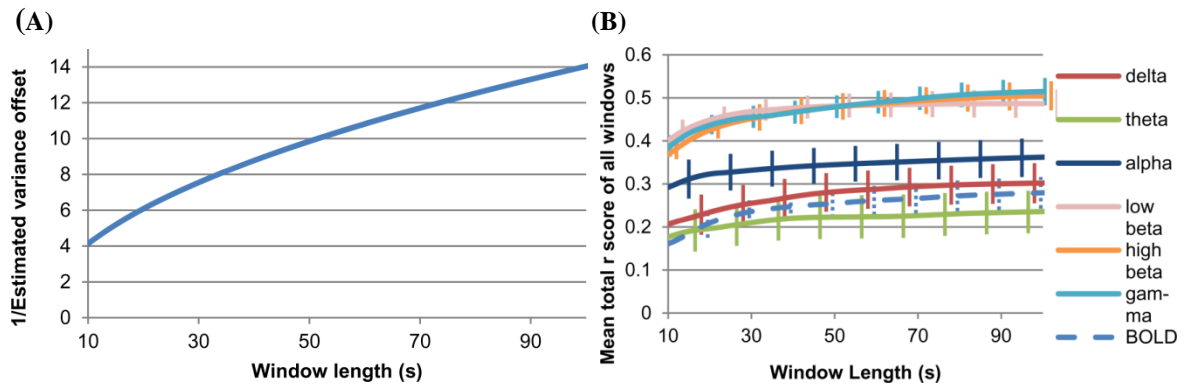 (A)
1/Estimated variance offset
14
12
10
8
6
4
2
0
10
30
50
70
90
Window length (s)
(B)
Mean total r score of all windows
0.6
0.5
0.4
0.3
0.2
0.1
0
10
30
50
70
90
Window Length (s)
delta
theta
alpha
low
beta
high
beta
gam-
ma
BOLD